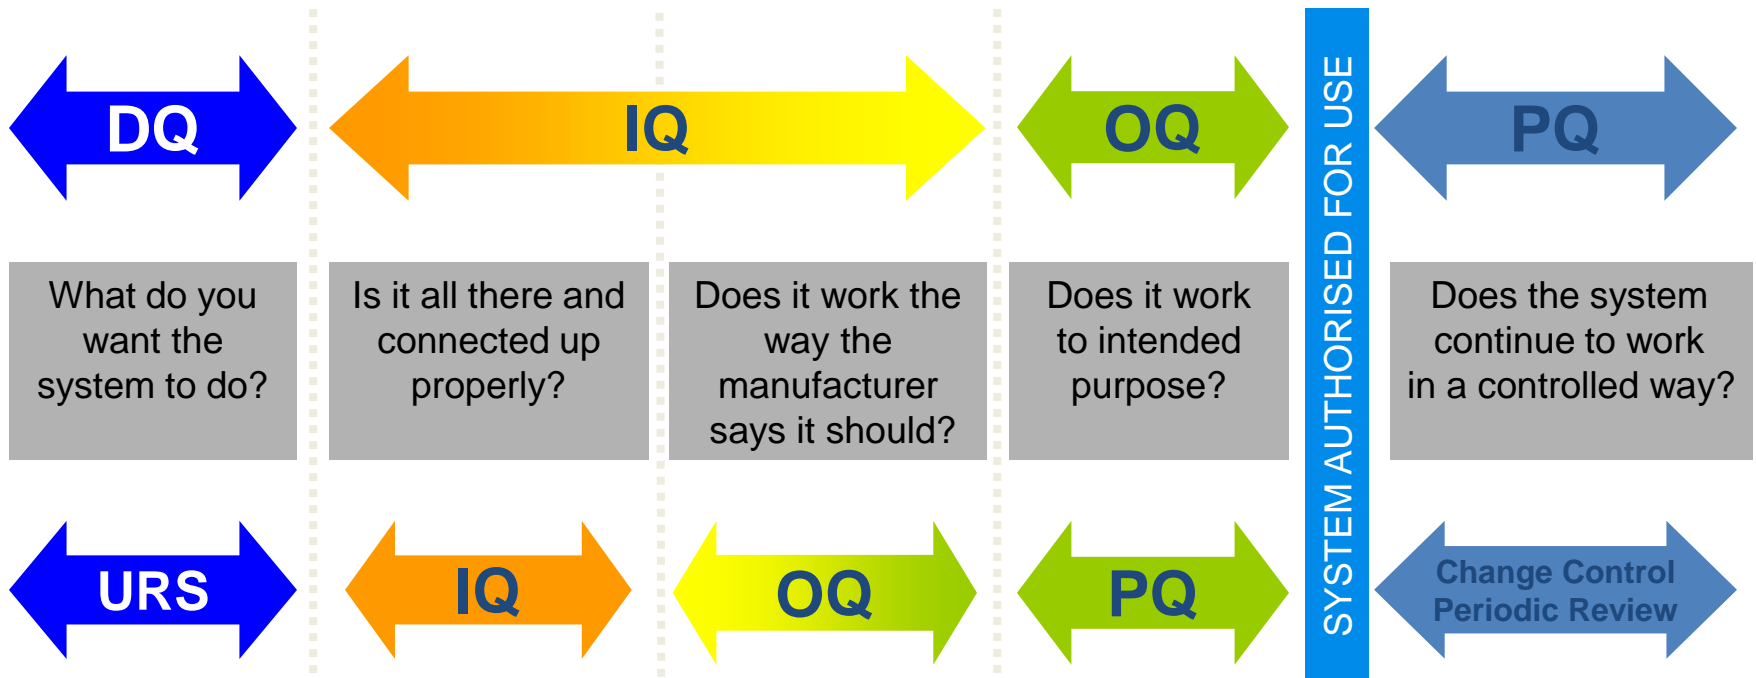 DQ
IQ
OQ
PQ
What do you
want the
system to do?
Is it all there and
connected up
properly?
Does it work the
way the
manufacturer
says it should?
Does it work
to intended
purpose?
SYSTEM AUTHORISED FOR USE
Does the system
continue to work
in a controlled way?
URS
IQ
OQ
PQ
Change Control
Periodic Review